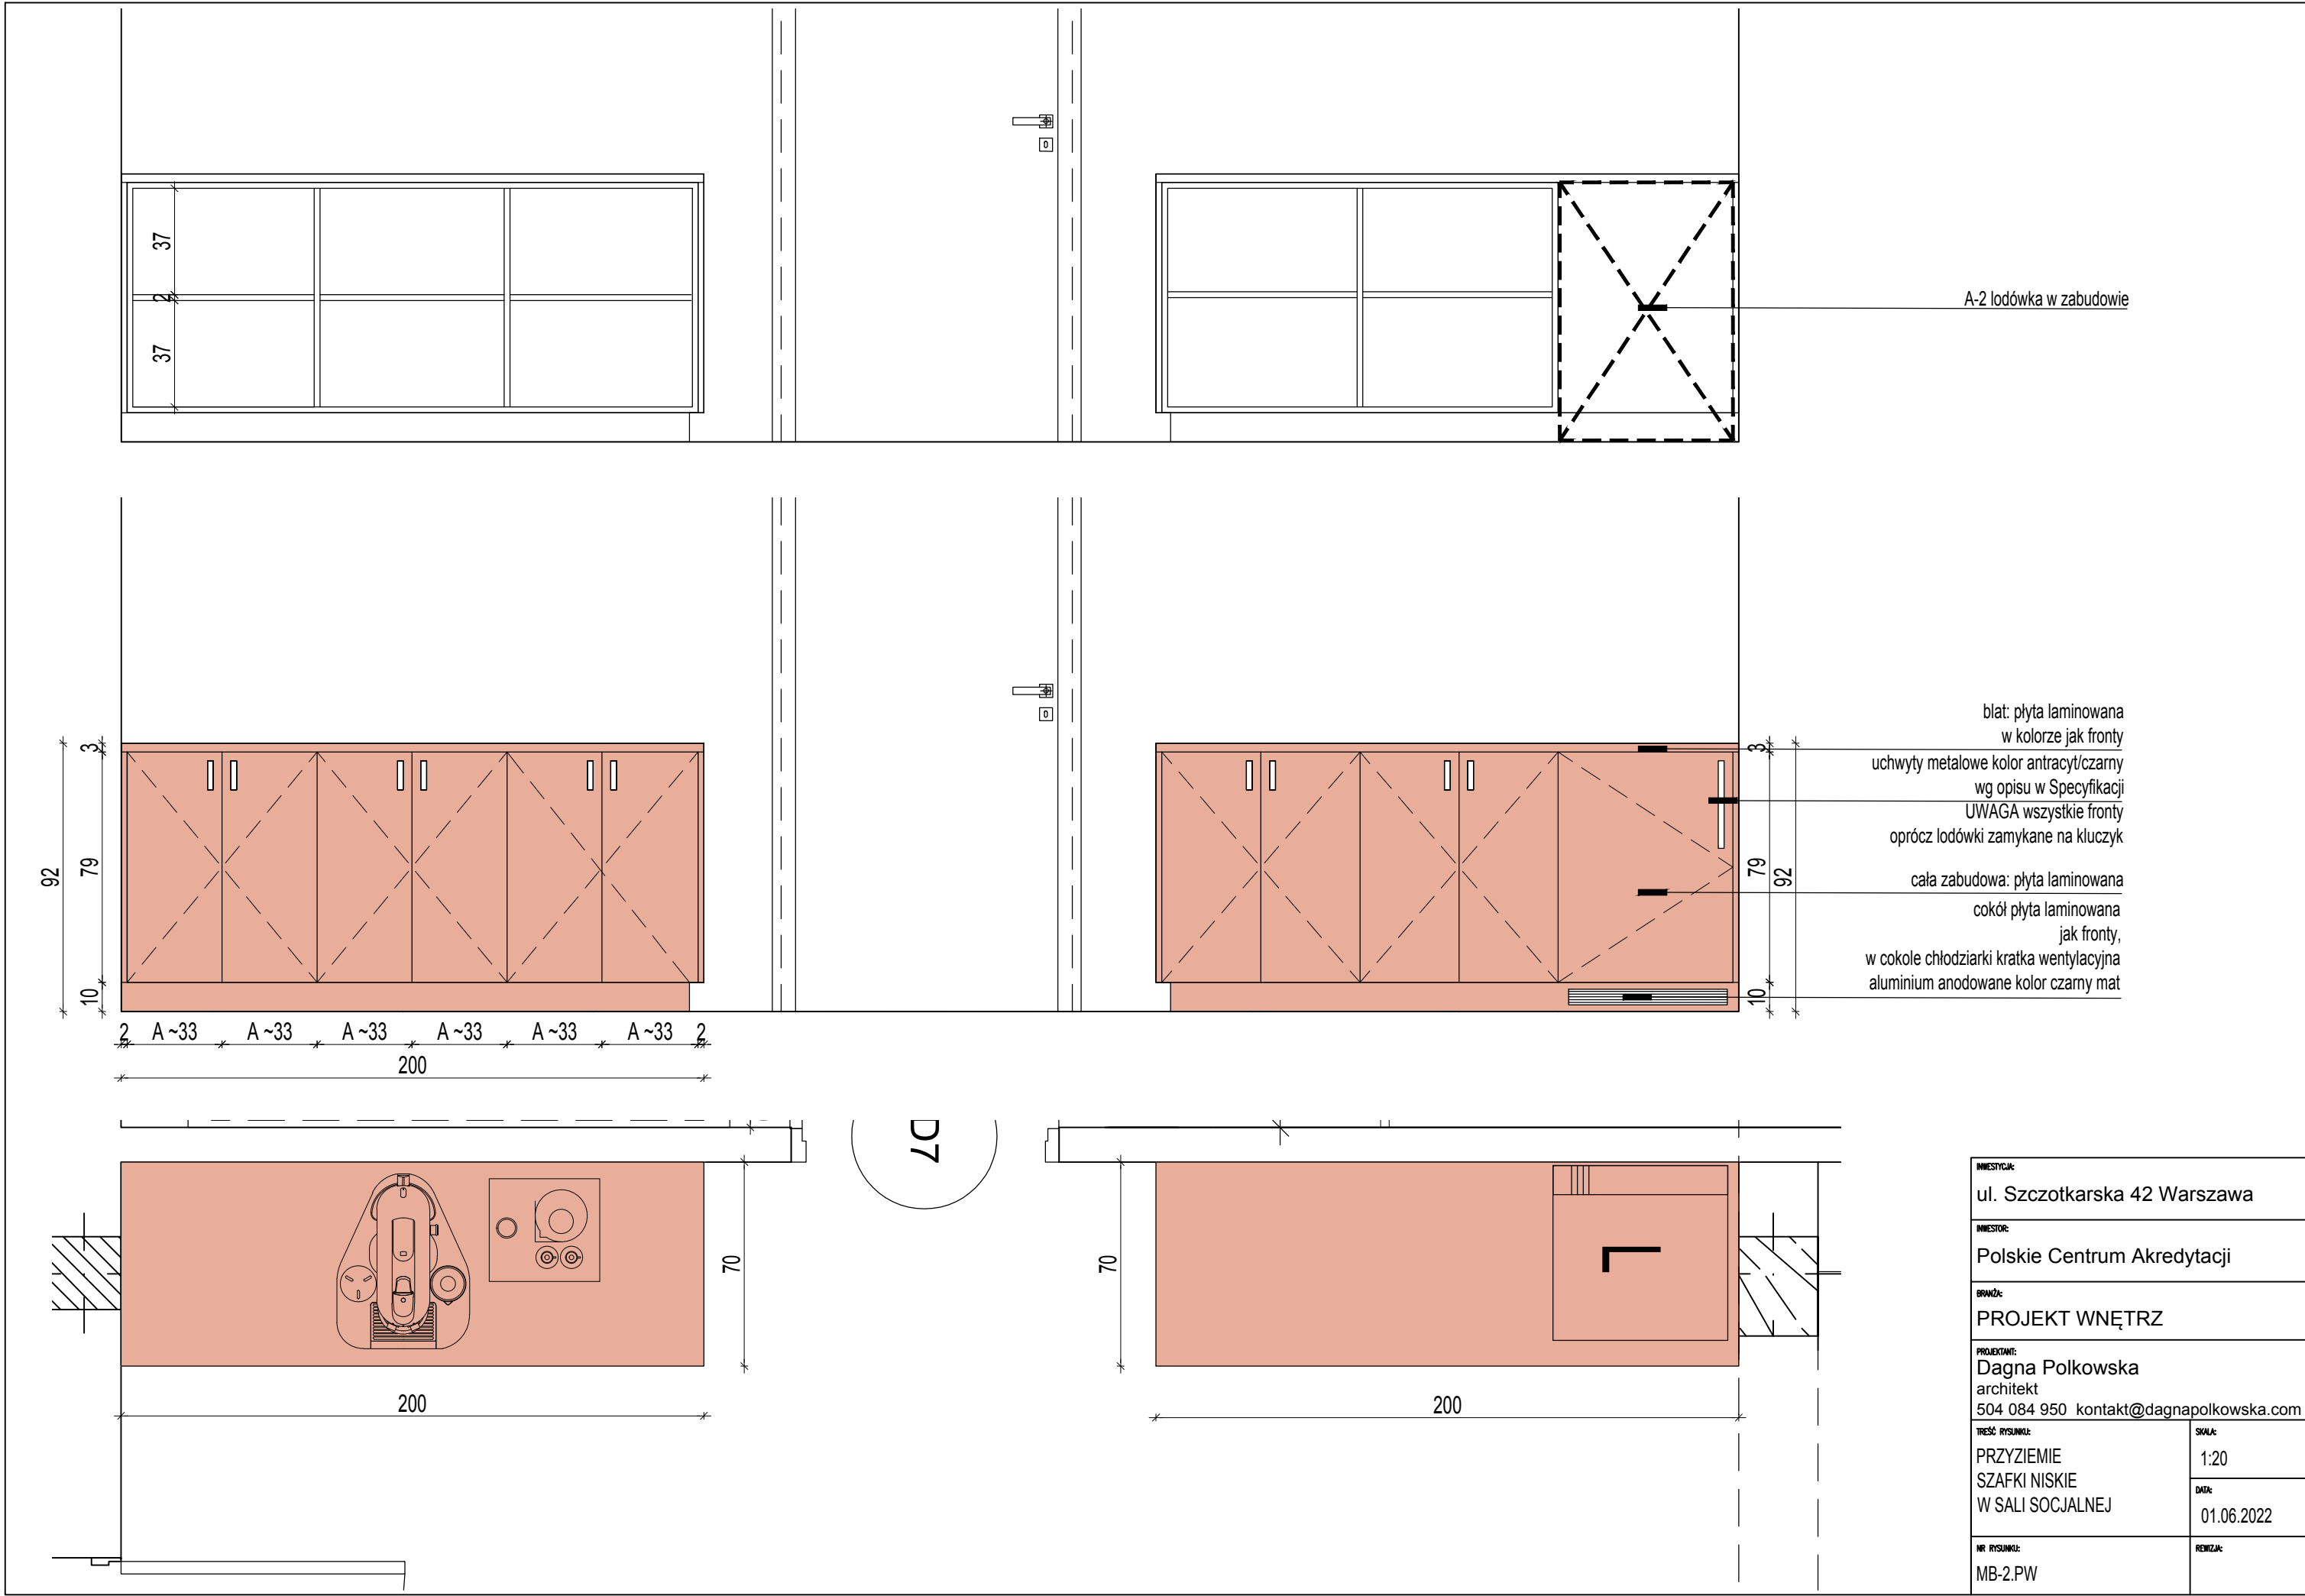 37
2
37
A-2 lodówka w zabudowie
blat: płyta laminowana
w kolorze jak fronty
uchwyty metalowe kolor antracyt/czarny
wg opisu w Specyfikacji
UWAGA wszystkie fronty
oprócz lodówki zamykane na kluczyk
cała zabudowa: płyta laminowana
cokół płyta laminowana
jak fronty,
w cokole chłodziarki kratka wentylacyjna
aluminium anodowane kolor czarny mat
3
79
92
10
3
79
92
10
2 A ~33 A ~33 A ~33 A ~33 A ~33 A ~33 2
200
D7
70
70
L
200
200
INWESTYCJA:
ul. Szczotkarska 42 Warszawa
INWESTOR:
Polskie Centrum Akredytacji
BRANŻA:
PROJEKT WNĘTRZ
PROJEKTANT:
Dagna Polkowska
architekt
504 084 950 kontakt@dagnapolkowska.com
TREŚĆ RYSUNKU:
PRZYZIEMIE
SZAFKI NISKIE
W SALI SOCJALNEJ
SKALA:
1:20
DATA:
01.06.2022
NR RYSUNKU:
MB-2.PW
REWIZJA: